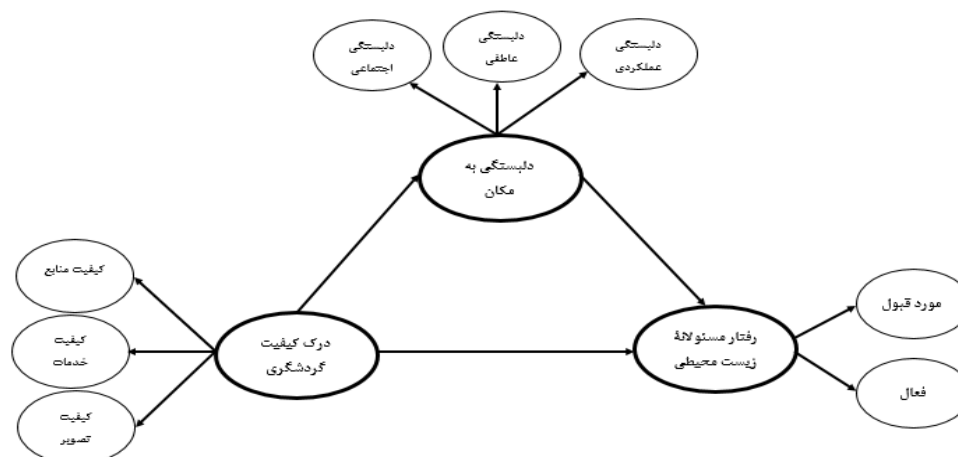 دلبستگی
عملکردی
دلبستگی
عاطفی
دلبستگی
اجتماعی
دلبستگی به
مکان
کیفیت منابع
کیفیت
خدمات
کیفیت
تصویر
درک کیفیت
گردشگری
رفتار مسئولانۀ
زیست محیطی
مورد قبول
فعال